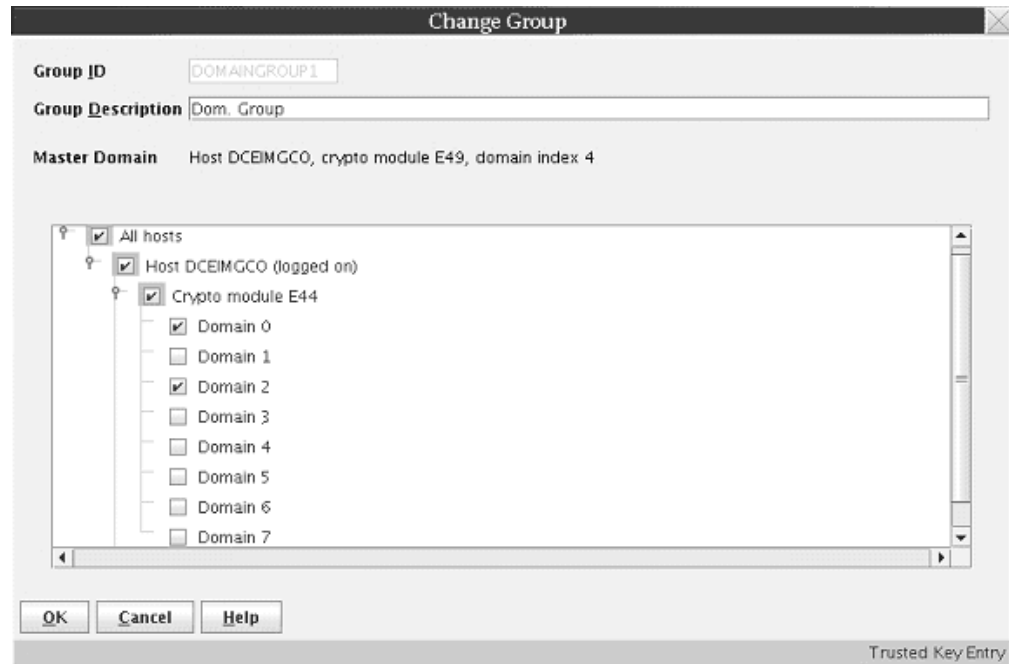 Change Group
Group ID DOMAINGROUP1
Group Description Dom. Group
Master Domain Host DCEIMGCO, crypto module E49, domain index 4
All hosts
Host DCEIMGCO (logged on)
Crypto module E44
Domain 0
Domain 1
Domain 2
Domain 3
Domain 4
Domain 5
Domain 6
Domain 7
OK Cancel Help
Trusted Key Entry